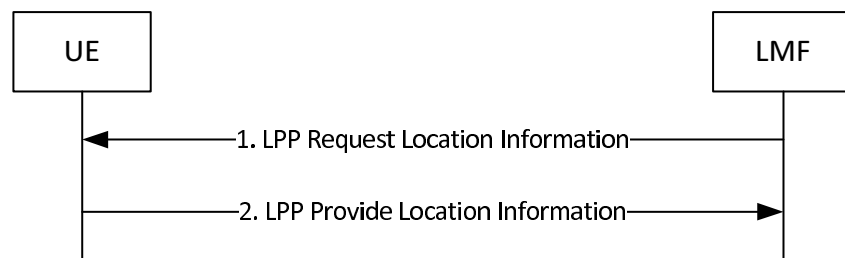 UE
LMF
1. LPP Request Location Information
2. LPP Provide Location Information